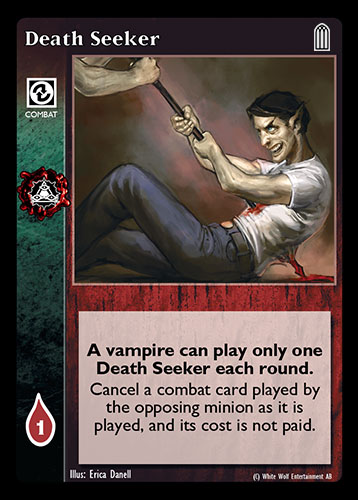 Death Seeker
COMBAT
A vampire can play only one
Death Seeker each round.
Cancel a combat card played by
the opposing minion as it is
played, and its cost is not paid.
1
Illus: Erica Danell
(C) White Wolf Entertainment AB